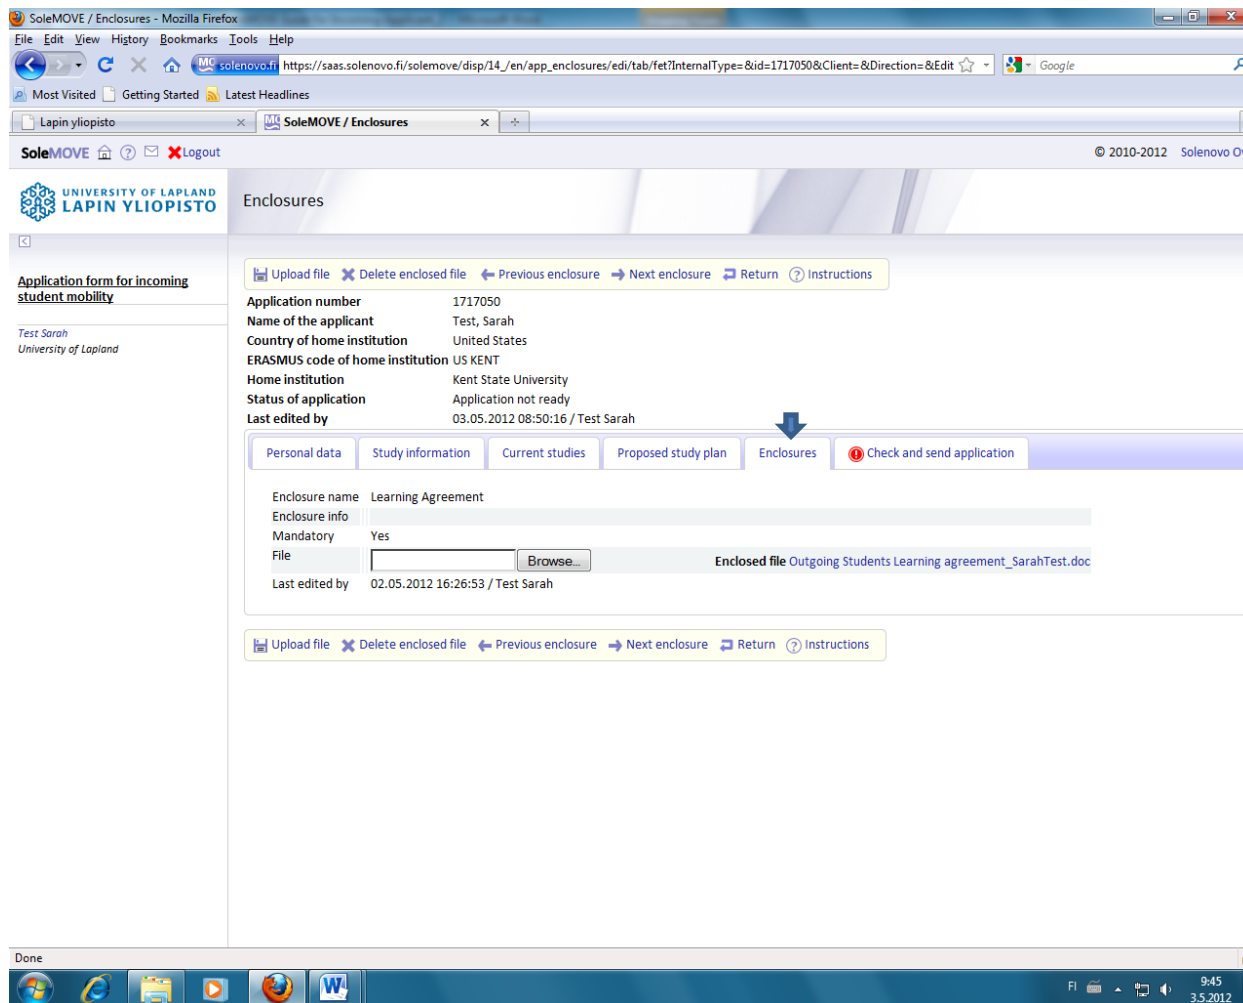 SoleMOVE / Enclosures - Mozilla Firefox
File Edit View History Bookmarks Tools Help
solenovo.fi https://saas.solenovo.fi/solemove/disp/14_/en/app_enclosures/edi/tab/fet?InternalType=&id=1717050&Client=&Direction=&Edit Google
Most Visited Getting Started Latest Headlines
Lapin yliopisto SoleMOVE / Enclosures
SoleMOVE Logout © 2010-2012 Solenovo
UNIVERSITY OF LAPLAND
LAPIN YLIOPISTO
Enclosures
Application form for incoming
student mobility
Test Sarah
University of Lapland
Upload file Delete enclosed file Previous enclosure Next enclosure Return Instructions
Application number 1717050
Name of the applicant Test, Sarah
Country of home institution United States
ERASMUS code of home institution US KENT
Home institution Kent State University
Status of application Application not ready
Last edited by 03.05.2012 08:50:16 / Test Sarah
Personal data Study information Current studies Proposed study plan Enclosures Check and send application
Enclosure name Learning Agreement
Enclosure info
Mandatory Yes
File Browse... Enclosed file Outgoing Students Learning agreement_SarahTest.doc
Last edited by 02.05.2012 16:26:53 / Test Sarah
Upload file Delete enclosed file Previous enclosure Next enclosure Return Instructions
Done
FI 9:45
3.5.2012